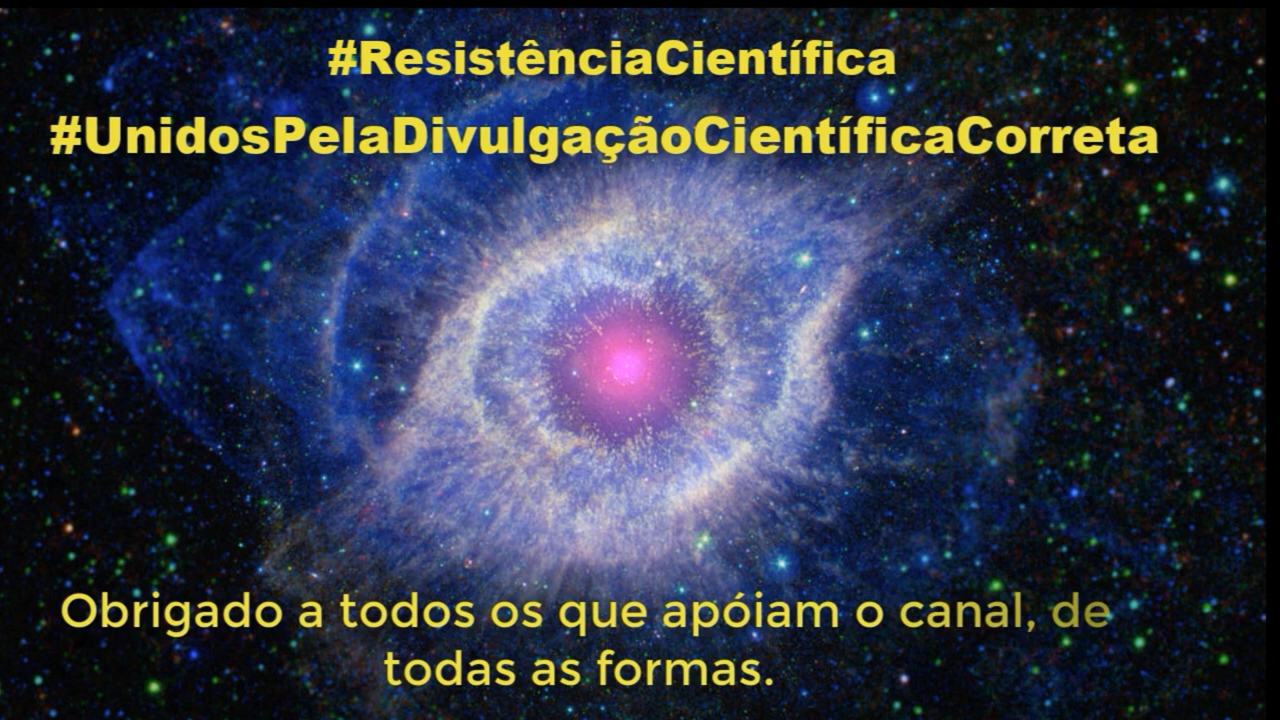 #ResistênciaCientífica
#UnidosPelaDivulgaçãoCientíficaCorreta
Obrigado a todos os que apóiam o canal, de
todas as formas.